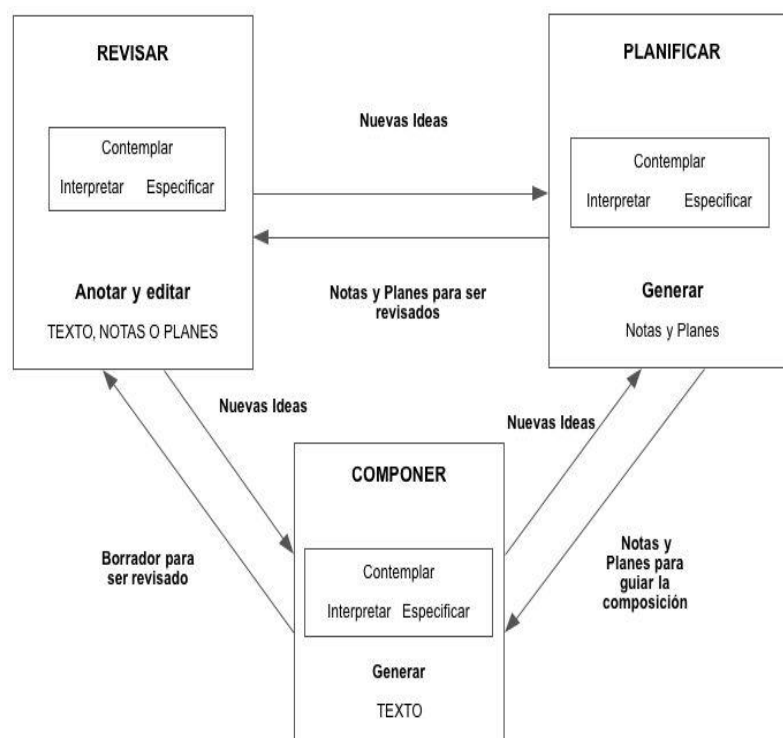 REVISAR
Contemplar
Interpretar Especificar
Anotar y editar
TEXTO, NOTAS O PLANES
Nuevas Ideas
Notas y Planes para ser
revisados
PLANIFICAR
Contemplar
Interpretar Especificar
Generar
Notas y Planes
Nuevas Ideas
Nuevas Ideas
Borrador para
ser revisado
COMPONER
Contemplar
Interpretar Especificar
Generar
TEXTO
Notas y
Planes para
guiar la
composición